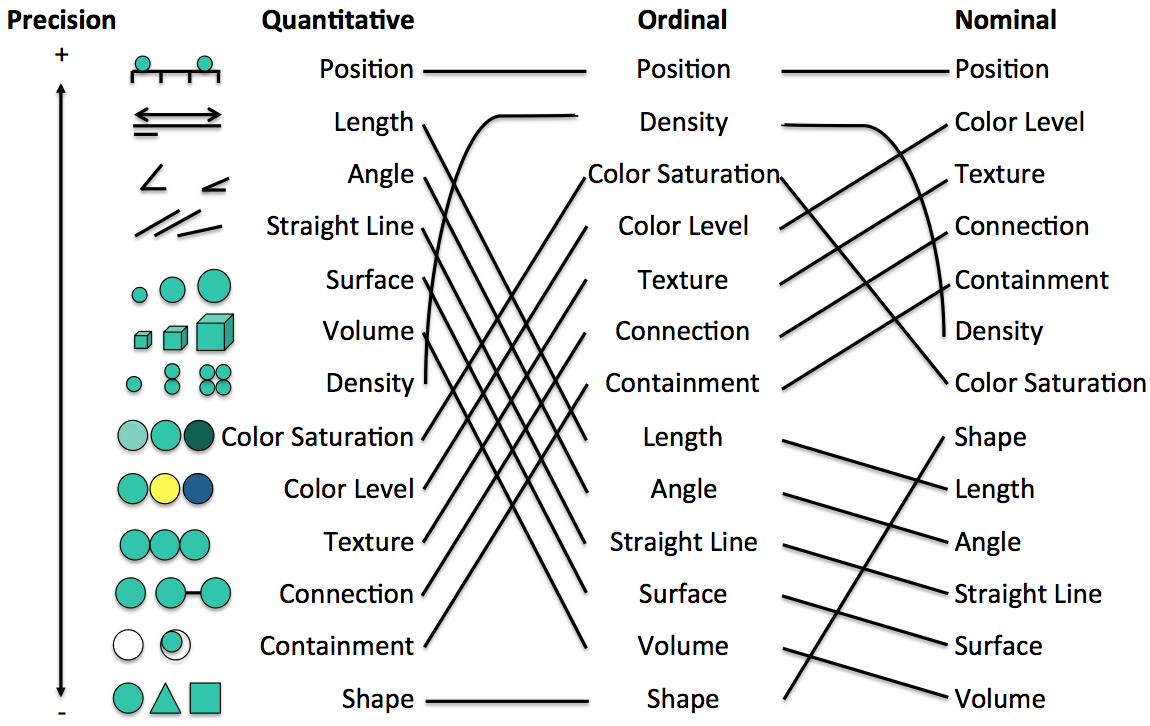 Precision Quantitative Ordinal Nominal
+
Position Position Position
Length Density Color Level
Angle Color Saturation Texture
Straight Line Color Level Connection
Surface Texture Containment
Volume Connection Density
Density Containment Color Saturation
Color Saturation Length Shape
Color Level Angle Length
Texture Straight Line Angle
Connection Surface Straight Line
Containment Volume Surface
Shape Shape Volume
-